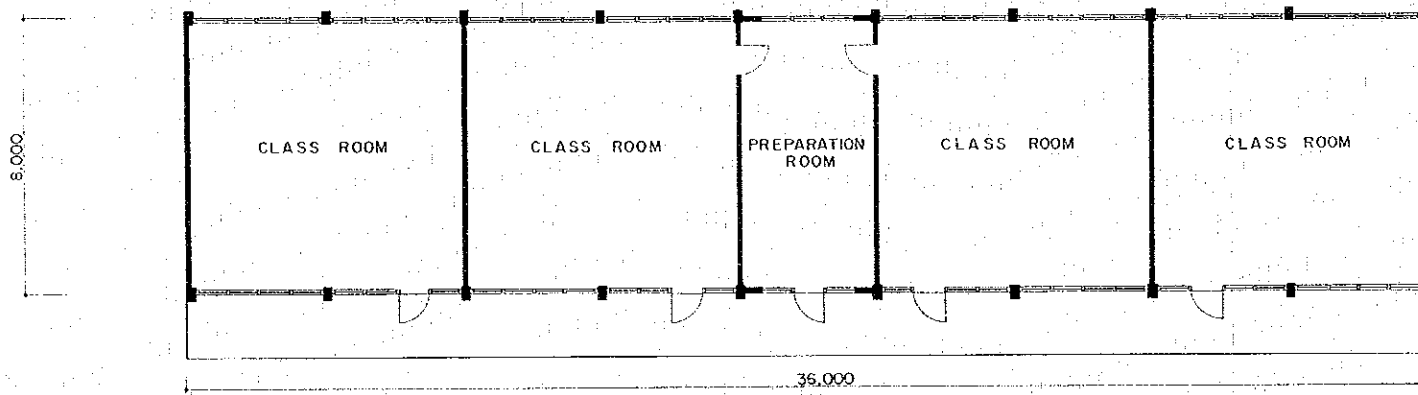 CLASS ROOM
CLASS ROOM
PREPARATION
ROOM
CLASS ROOM
CLASS ROOM
8,000
36,000